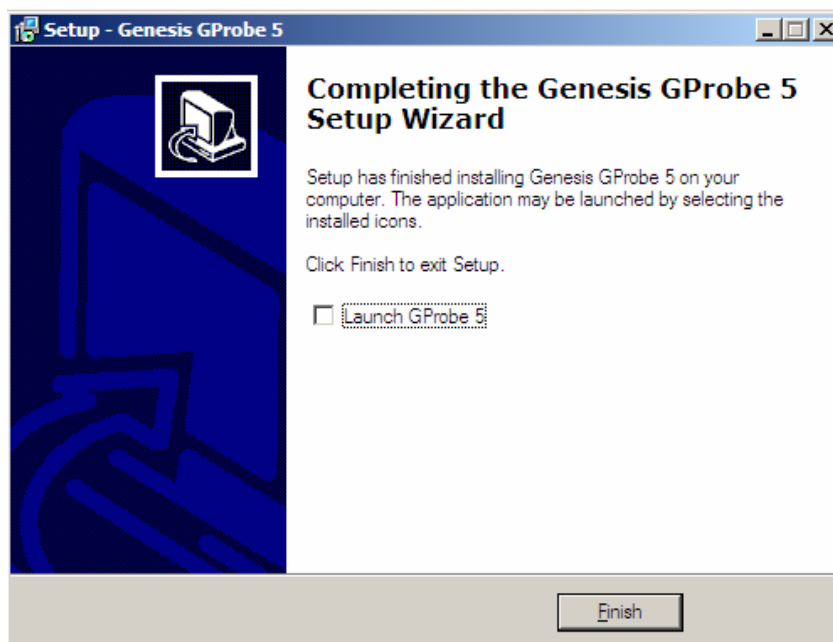 Setup - Genesis GProbe 5
Completing the Genesis GProbe 5
Setup Wizard
Setup has finished installing Genesis GProbe 5 on your
computer. The application may be launched by selecting the
installed icons.
Click Finish to exit Setup.
Launch GProbe 5
Finish